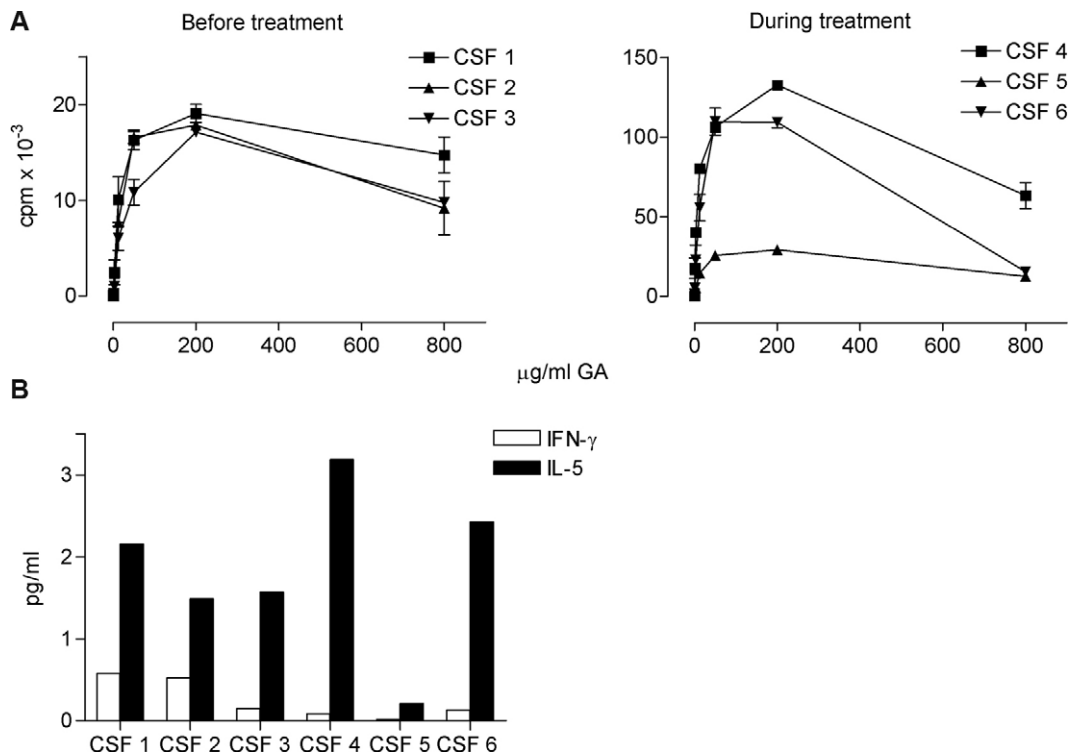 A
Before treatment
During treatment
CSF 1
CSF 2
CSF 3
CSF 4
CSF 5
CSF 6
cpm x 10⁻³
20
10
0
150
100
50
0
0 200 400 600 800
0 200 400 600 800
μg/ml GA
B
IFN-γ
IL-5
pg/ml
3
2
1
0
CSF 1 CSF 2 CSF 3 CSF 4 CSF 5 CSF 6